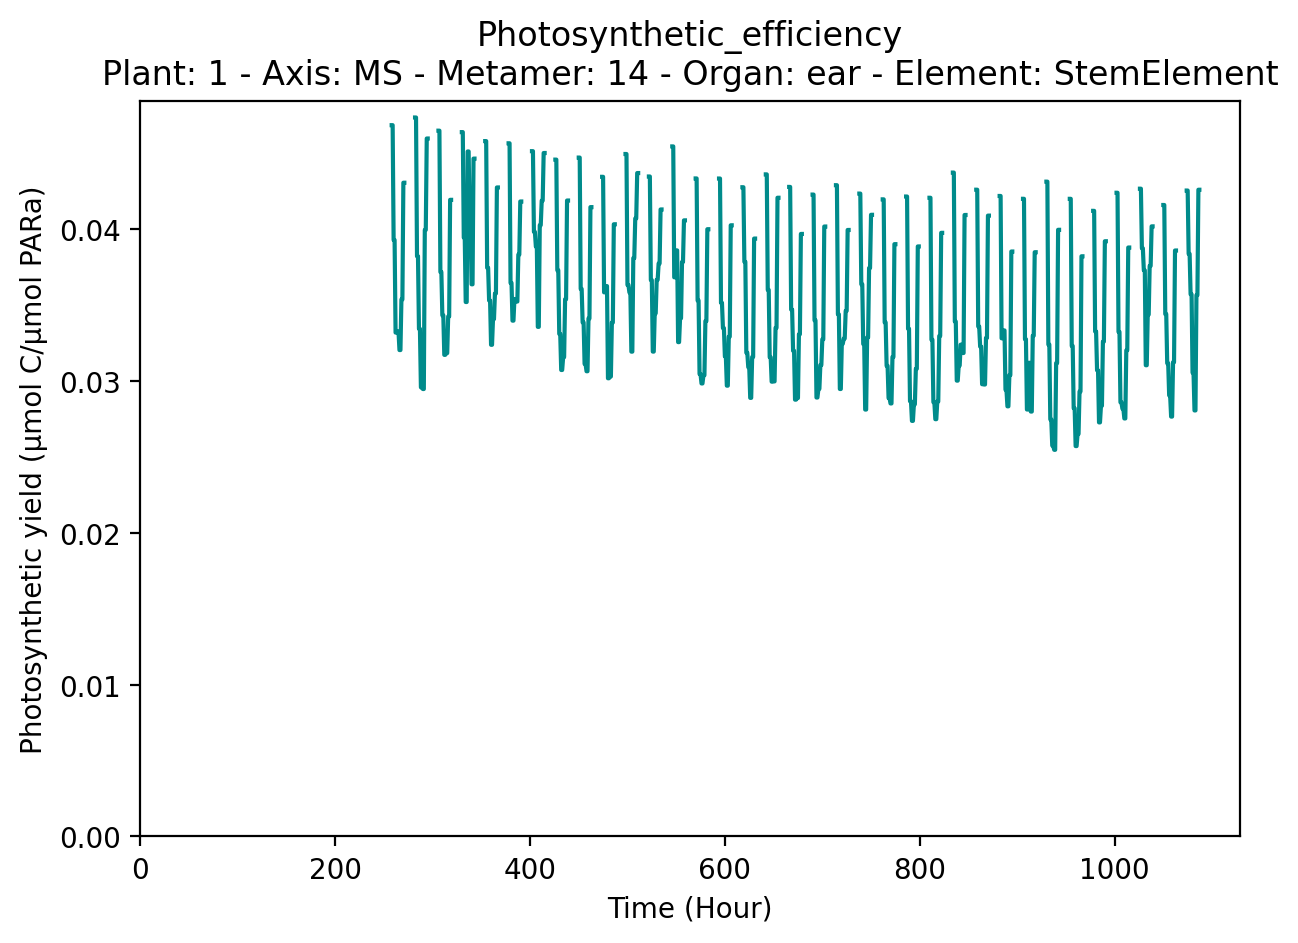 Photosynthetic_efficiency
Plant: 1 - Axis: MS - Metamer: 14 - Organ: ear - Element: StemElement
Photosynthetic yield (µmol C/µmol PARa)
0.04
0.03
0.02
0.01
0.00
0 200 400 600 800 1000
Time (Hour)